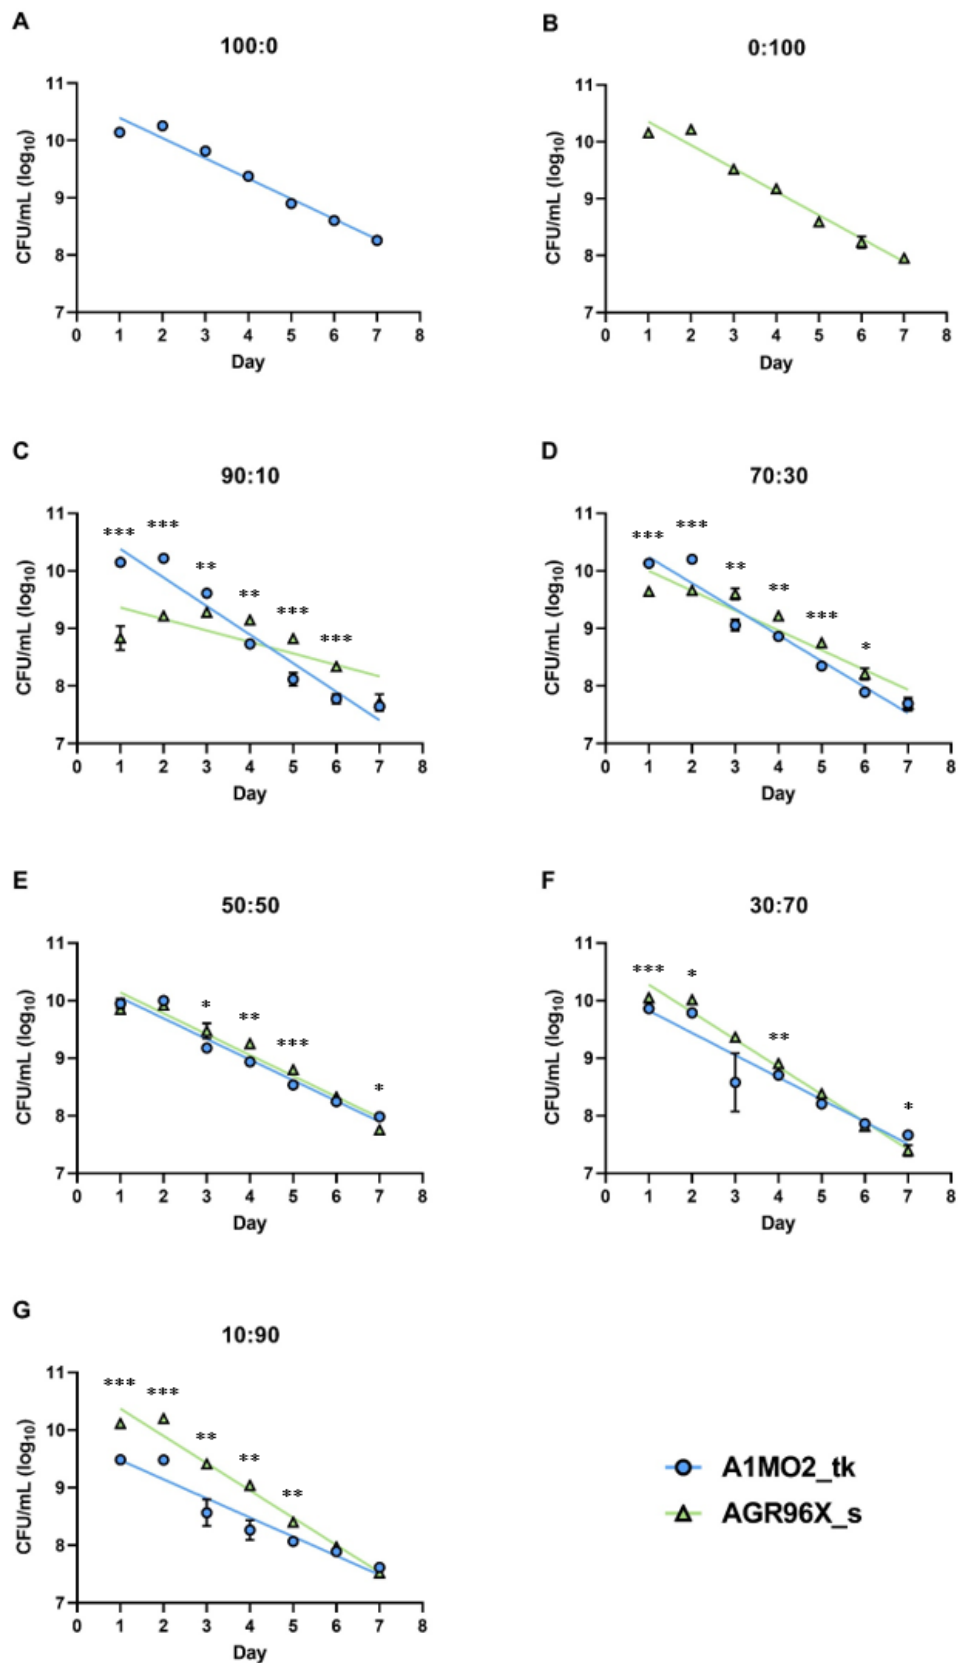 A
100:0
CFU/mL (log10)
11
10
9
8
7
0 1 2 3 4 5 6 7 8
Day
B
0:100
CFU/mL (log10)
11
10
9
8
7
0 1 2 3 4 5 6 7 8
Day
C
90:10
CFU/mL (log10)
11
10
9
8
7
*** *** ** ** *** ***
0 1 2 3 4 5 6 7 8
Day
D
70:30
CFU/mL (log10)
11
10
9
8
7
*** *** ** ** *** *
0 1 2 3 4 5 6 7 8
Day
E
50:50
CFU/mL (log10)
11
10
9
8
7
* ** *** *
0 1 2 3 4 5 6 7 8
Day
F
30:70
CFU/mL (log10)
11
10
9
8
7
*** * ** *
0 1 2 3 4 5 6 7 8
Day
G
10:90
CFU/mL (log10)
11
10
9
8
7
*** *** ** ** **
0 1 2 3 4 5 6 7 8
Day
A1MO2_tk
AGR96X_s